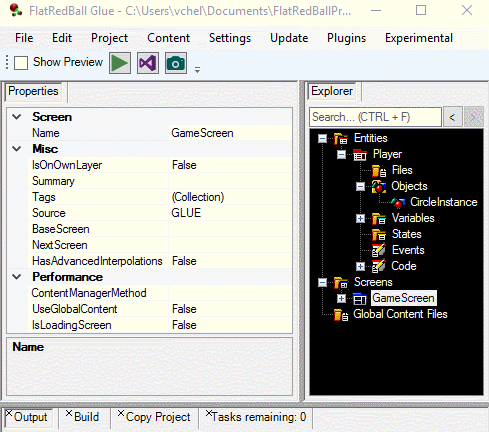 FlatRedBall Glue - C:\Users\vchel\Documents\FlatRedBallPr...
File Edit Project Content Settings Update Plugins Experimental
Show Preview
Properties
Screen
Name GameScreen
Misc
IsOnOwnLayer False
Summary
Tags (Collection)
Source GLUE
BaseScreen
NextScreen
HasAdvancedInterpolations False
Performance
ContentManagerMethod
UseGlobalContent False
IsLoadingScreen False
Name
Explorer
Search... (CTRL + F) < >
Entities
Player
Files
Objects
CircleInstance
Variables
States
Events
Code
Screens
GameScreen
Global Content Files
Output Build Copy Project Tasks remaining: 0